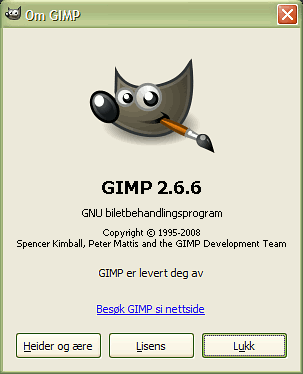 Om GIMP
GIMP 2.6.6
GNU biletbehandlingsprogram
Copyright © 1995-2008
Spencer Kimball, Peter Mattis and the GIMP Development Team
GIMP er levert deg av
Besøk GIMP si nettside
Heider og ære
Lisens
Lukk